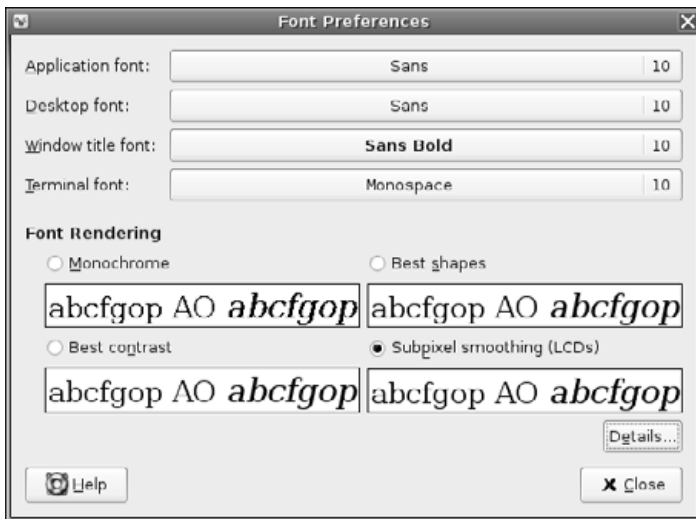 Font Preferences
Application font: Sans 10
Desktop font: Sans 10
Window title font: Sans Bold 10
Terminal font: Monospace 10
Font Rendering
Monochrome Best shapes
abcfgop AO abcfgop abcfgop AO abcfgop
Best contrast Subpixel smoothing (LCDs)
abcfgop AO abcfgop abcfgop AO abcfgop
Details...
Help Close